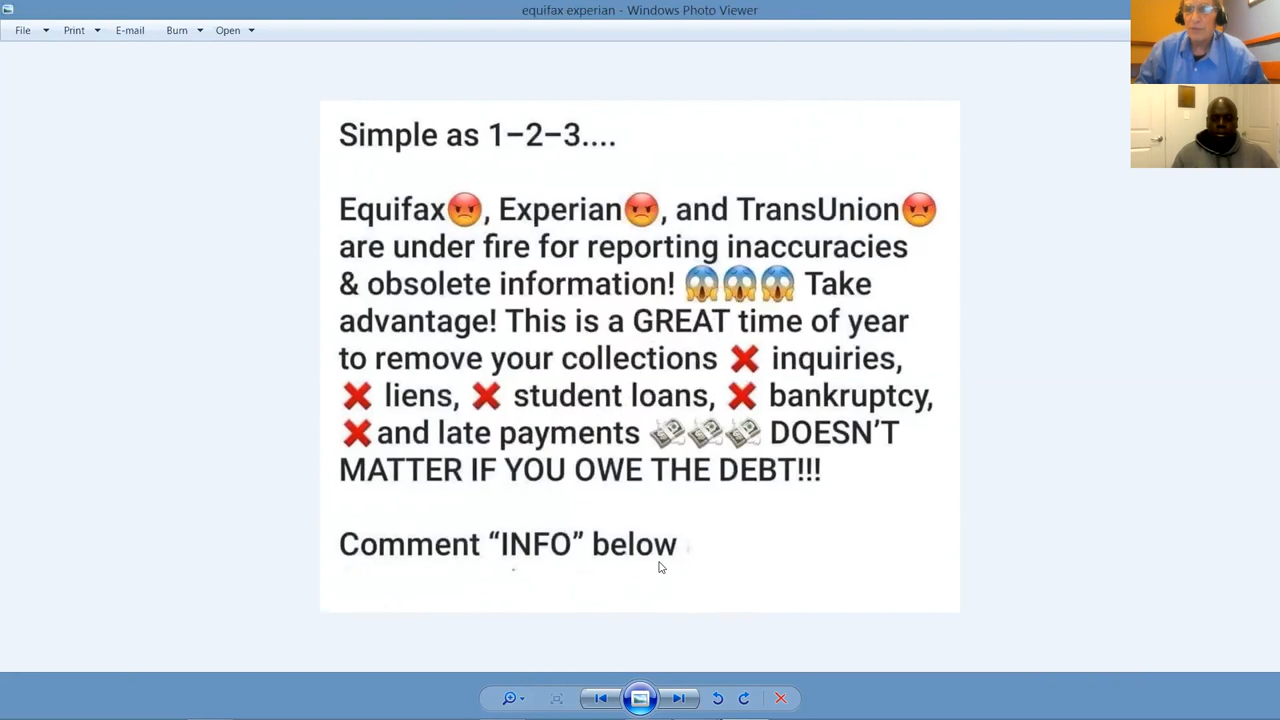 equifax experian - Windows Photo Viewer
File Print E-mail Burn Open
Simple as 1–2–3....
Equifax😡, Experian😡, and TransUnion😡
are under fire for reporting inaccuracies
& obsolete information! 😱😱😱 Take
advantage! This is a GREAT time of year
to remove your collections ❌ inquiries,
❌ liens, ❌ student loans, ❌ bankruptcy,
❌and late payments 💸💸💸 DOESN’T
MATTER IF YOU OWE THE DEBT!!!
Comment “INFO” below